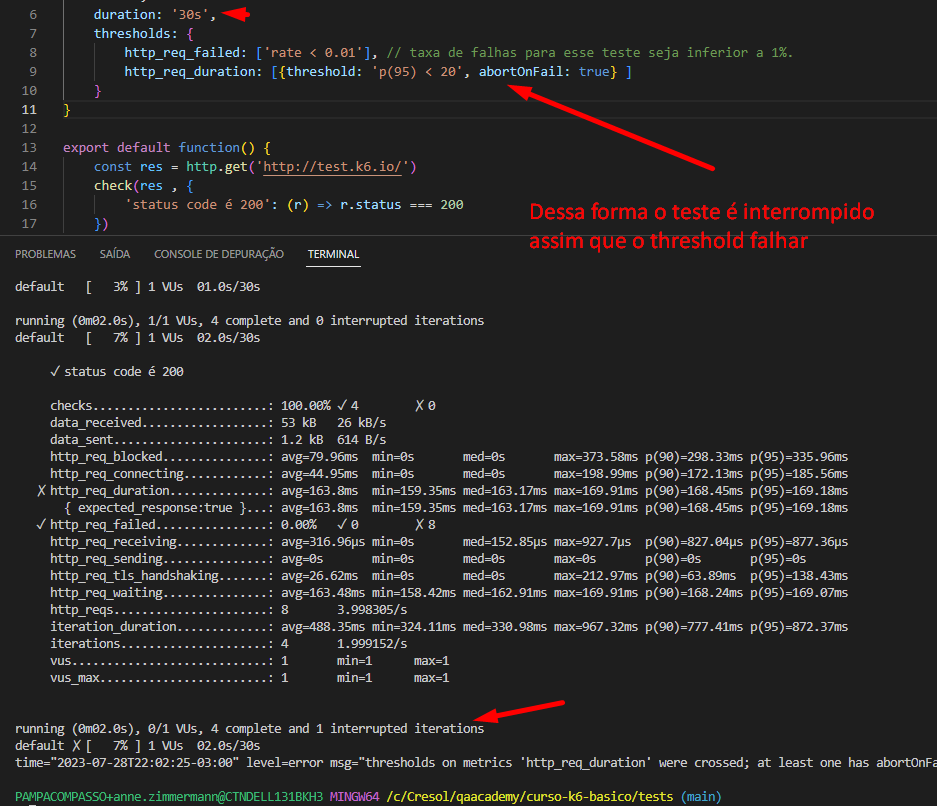 6 duration: '30s',
7 thresholds: {
8 http_req_failed: ['rate < 0.01'], // taxa de falhas para esse teste seja inferior a 1%.
9 http_req_duration: [{threshold: 'p(95) < 20', abortOnFail: true} ]
10 }
11 }
12
13 export default function() {
14 const res = http.get('http://test.k6.io/')
15 check(res , {
16 'status code é 200': (r) => r.status === 200
17 })
Dessa forma o teste é interrompido
assim que o threshold falhar
PROBLEMAS SAÍDA CONSOLE DE DEPURAÇÃO TERMINAL
default [ 3% ] 1 VUs 01.0s/30s
running (0m02.0s), 1/1 VUs, 4 complete and 0 interrupted iterations
default [ 7% ] 1 VUs 02.0s/30s
✓ status code é 200
checks.........................: 100.00% ✓ 4 ✗ 0
data_received..................: 53 kB 26 kB/s
data_sent......................: 1.2 kB 614 B/s
http_req_blocked...............: avg=79.96ms min=0s med=0s max=373.58ms p(90)=298.33ms p(95)=335.96ms
http_req_connecting............: avg=44.95ms min=0s med=0s max=198.99ms p(90)=172.13ms p(95)=185.56ms
✗ http_req_duration..............: avg=163.8ms min=159.35ms med=163.17ms max=169.91ms p(90)=168.45ms p(95)=169.18ms
{ expected_response:true }...: avg=163.8ms min=159.35ms med=163.17ms max=169.91ms p(90)=168.45ms p(95)=169.18ms
✓ http_req_failed................: 0.00% ✓ 0 ✗ 8
http_req_receiving.............: avg=316.96µs min=0s med=152.85µs max=927.7µs p(90)=827.04µs p(95)=877.36µs
http_req_sending...............: avg=0s min=0s med=0s max=0s p(90)=0s p(95)=0s
http_req_tls_handshaking.......: avg=26.62ms min=0s med=0s max=212.97ms p(90)=63.89ms p(95)=138.43ms
http_req_waiting...............: avg=163.48ms min=158.42ms med=162.91ms max=169.91ms p(90)=168.24ms p(95)=169.07ms
http_reqs......................: 8 3.998305/s
iteration_duration.............: avg=488.35ms min=324.11ms med=330.98ms max=967.32ms p(90)=777.41ms p(95)=872.37ms
iterations.....................: 4 1.999152/s
vus............................: 1 min=1 max=1
vus_max........................: 1 min=1 max=1
running (0m02.0s), 0/1 VUs, 4 complete and 1 interrupted iterations
default ✗ [ 7% ] 1 VUs 02.0s/30s
time="2023-07-28T22:02:25-03:00" level=error msg="thresholds on metrics 'http_req_duration' were crossed; at least one has abortOnFa
PAMPACOMPASSO+anne.zimmermann@CTNDELL131BKH3 MINGW64 /c/Cresol/qaacademy/curso-k6-basico/tests (main)